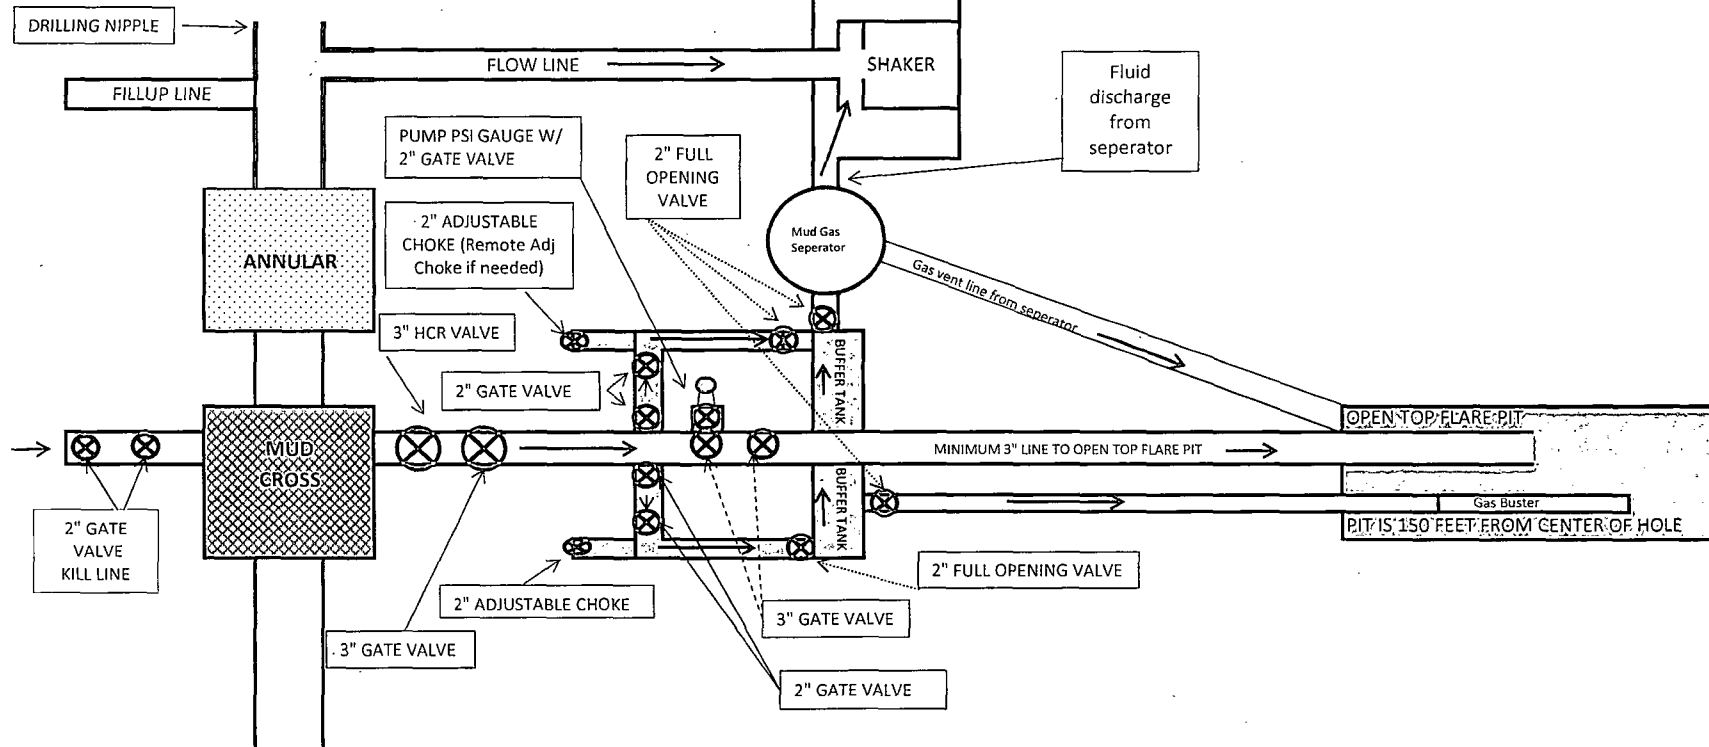 DRILLING NIPPLE
FLOW LINE
SHAKER
FILLUP LINE
Fluid
discharge
from
seperator
PUMP PSI GAUGE W/
2" GATE VALVE
2" FULL
OPENING
VALVE
2" ADJUSTABLE
CHOKE (Remote Adj
Choke if needed)
Mud Gas
Seperator
ANNULAR
Gas vent line from seperator
3" HCR VALVE
2" GATE VALVE
BUFFER TANK
OPEN TOP FLARE PIT
MUD
CROSS
MINIMUM 3" LINE TO OPEN TOP FLARE PIT
BUFFER TANK
Gas Buster
PIT IS 150 FEET FROM CENTER OF HOLE
2" GATE
VALVE
KILL LINE
2" FULL OPENING VALVE
2" ADJUSTABLE CHOKE
3" GATE VALVE
3" GATE VALVE
2" GATE VALVE